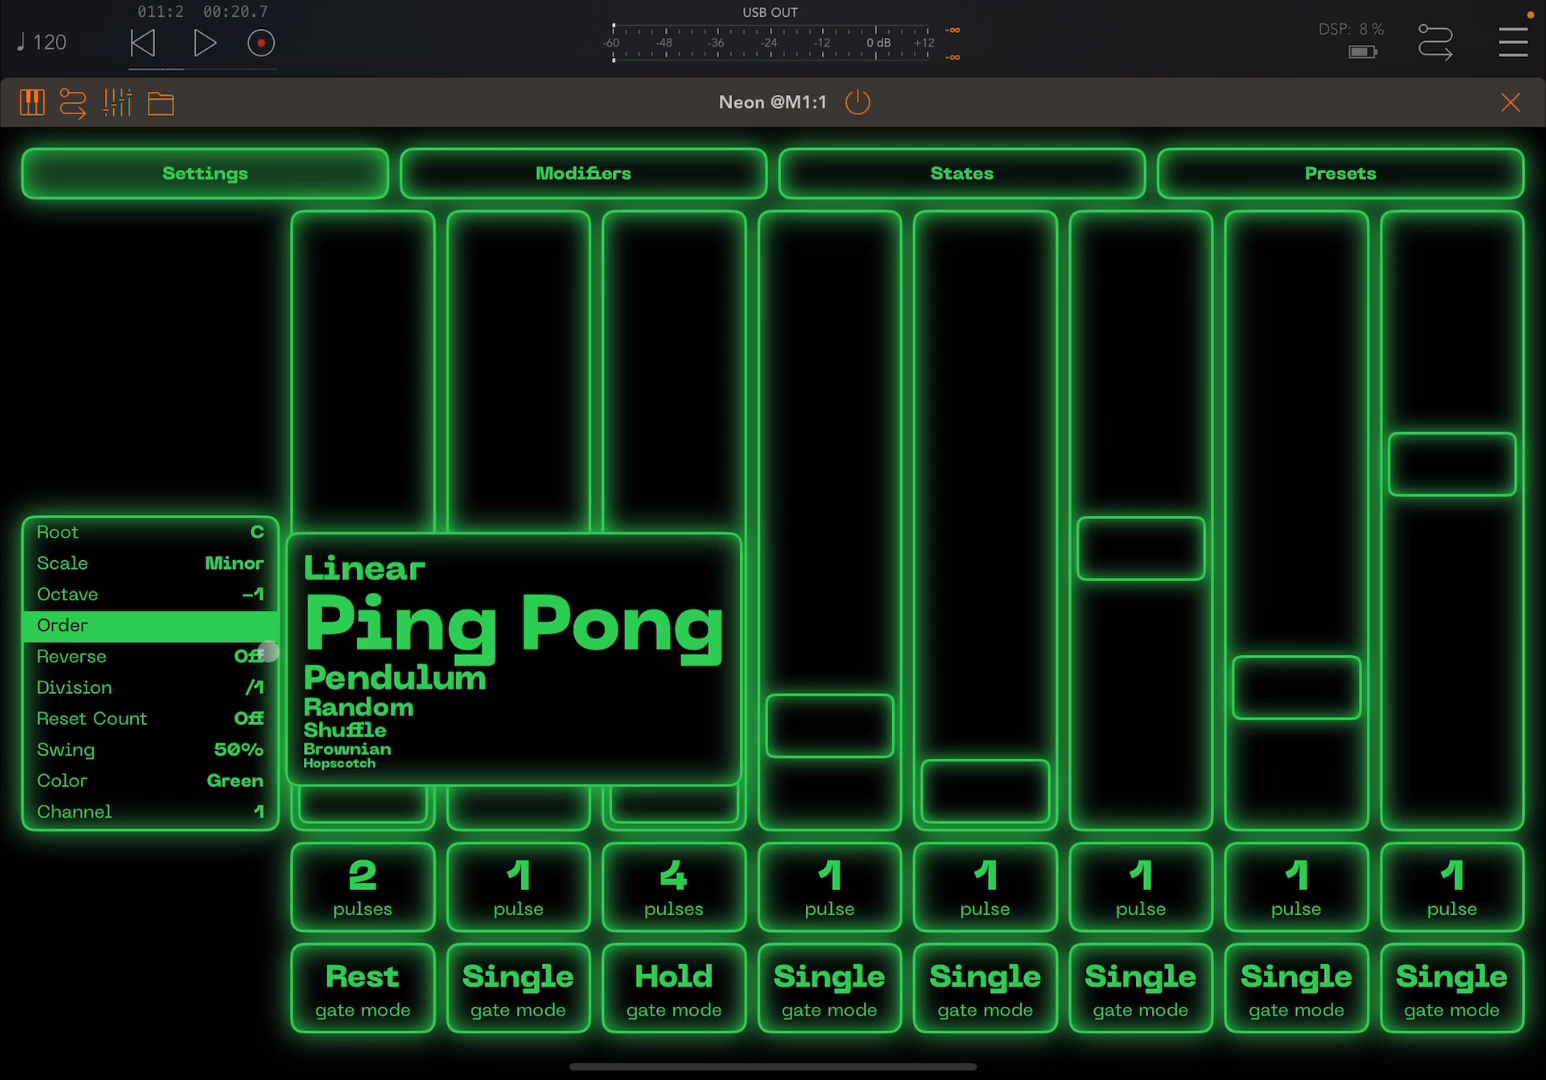 011:2 00:20.7
120
USB OUT
-60 -48 -36 -24 -12 0 dB +12
-∞
-∞
DSP: 8 %
Neon @M1:1
Settings Modifiers States Presets
Root C
Scale Minor
Octave -1
Order
Reverse Off
Division /1
Reset Count Off
Swing 50%
Color Green
Channel 1
Linear
Ping Pong
Pendulum
Random
Shuffle
Brownian
Hopscotch
2 1 4 1 1 1 1 1
pulses pulse pulses pulse pulse pulse pulse pulse
Rest Single Hold Single Single Single Single Single
gate mode gate mode gate mode gate mode gate mode gate mode gate mode gate mode